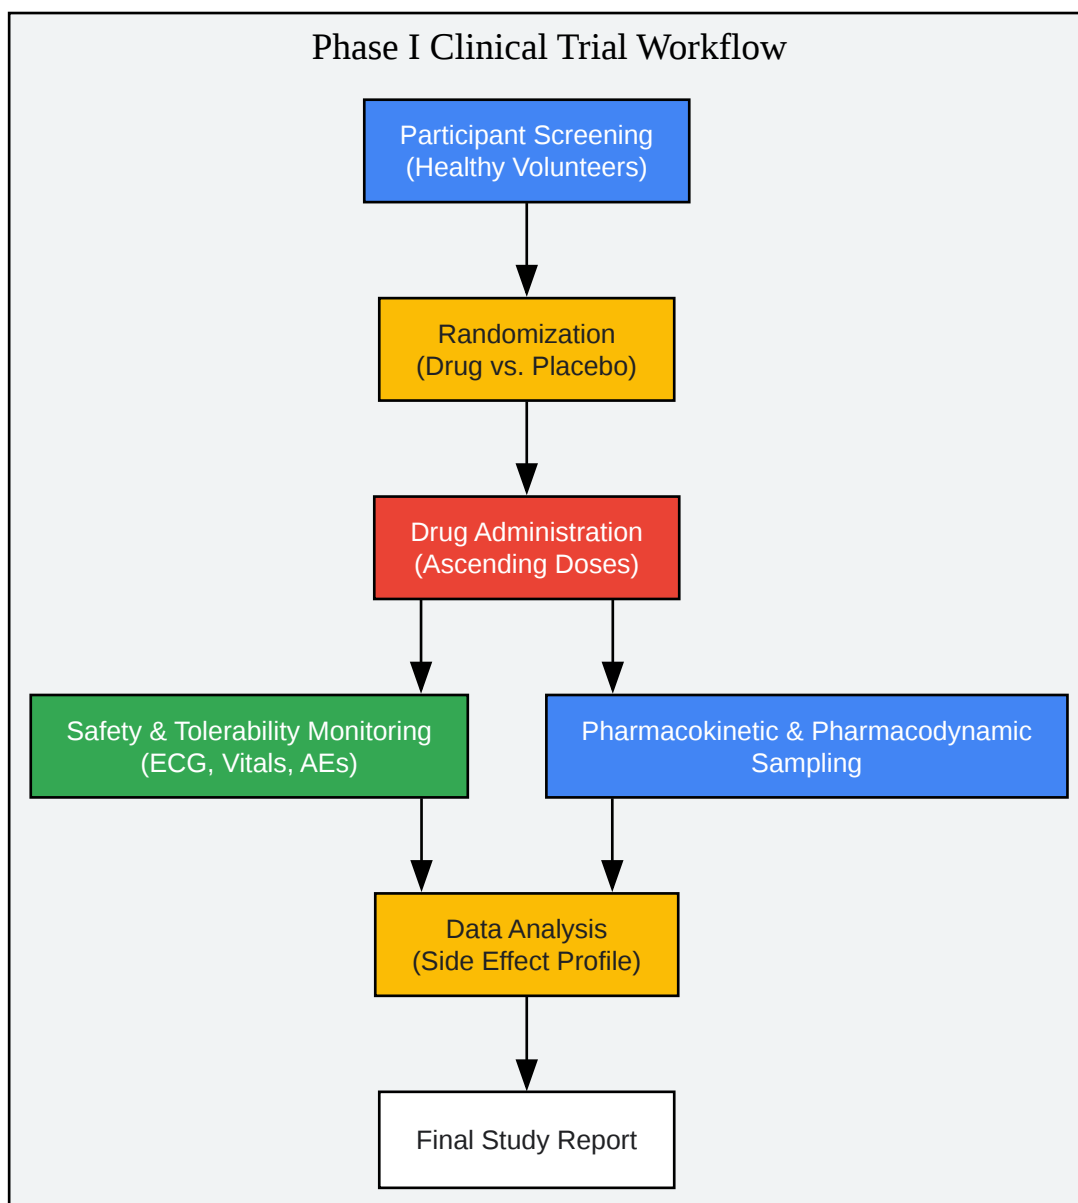 Phase I Clinical Trial Workflow
Participant Screening
(Healthy Volunteers)
Randomization
(Drug vs. Placebo)
Drug Administration
(Ascending Doses)
Safety & Tolerability Monitoring
(ECG, Vitals, AEs)
Pharmacokinetic & Pharmacodynamic
Sampling
Data Analysis
(Side Effect Profile)
Final Study Report